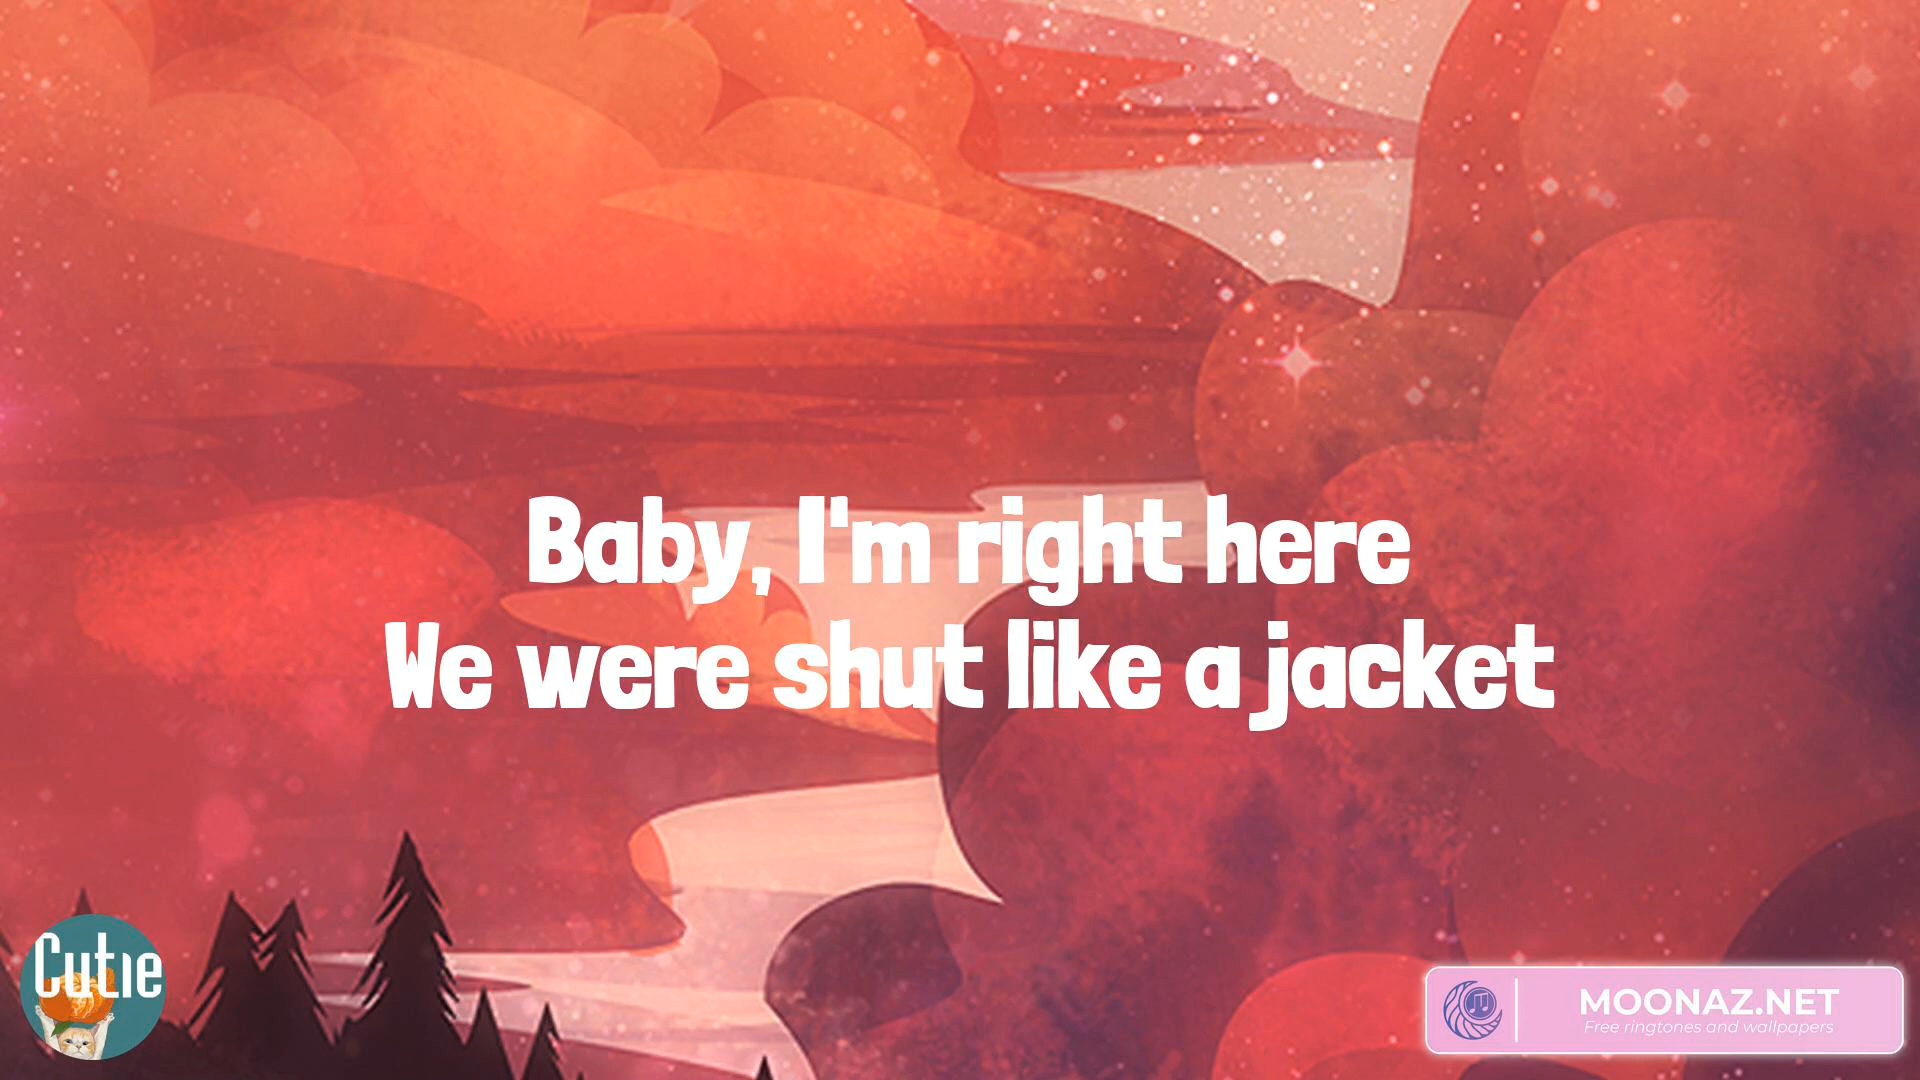 Baby, I'm right here
We were shut like a jacket
Cutie
MOONAZ.NET
Free ringtones and wallpapers